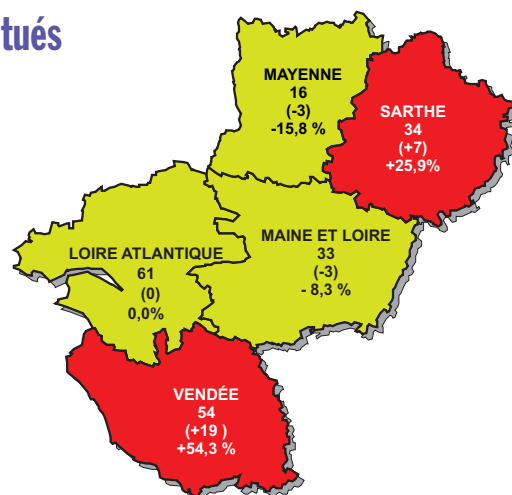 tués
MAYENNE
16
(-3)
-15,8 %
SARTHE
34
(+7)
+25,9%
LOIRE ATLANTIQUE
61
(0)
0,0%
MAINE ET LOIRE
33
(-3)
- 8,3 %
VENDÉE
54
(+19 )
+54,3 %